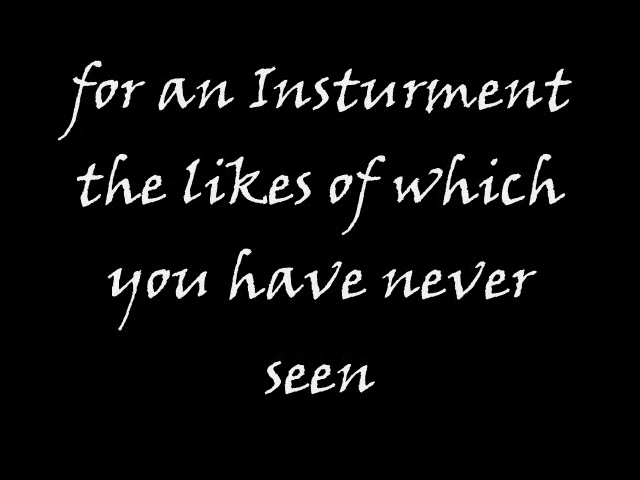 for an Insturment
the likes of which
you have never
seen